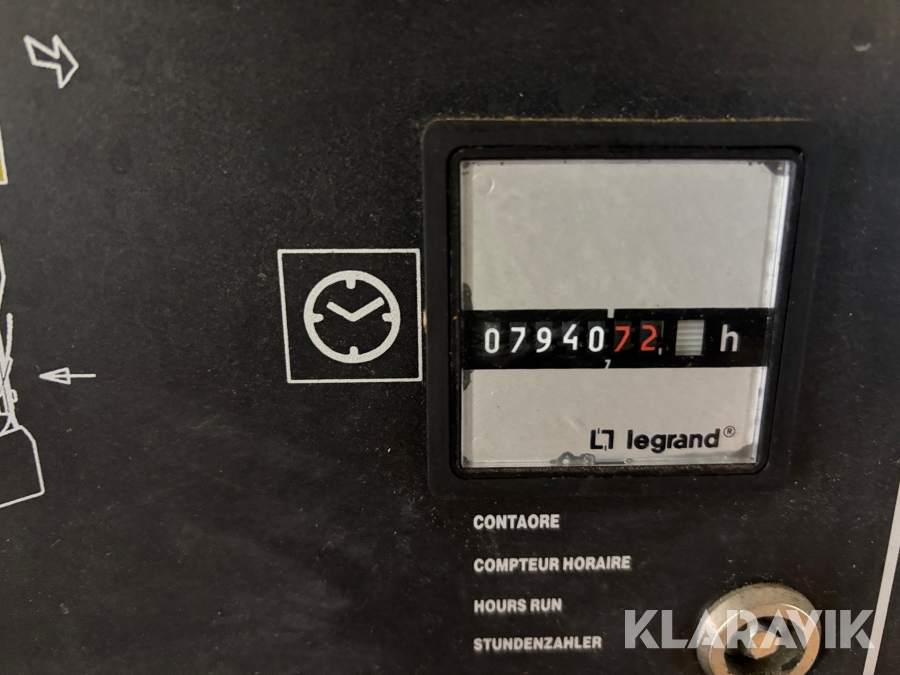 0794072 h
legrand®
CONTAORE
COMPTEUR HORAIRE
HOURS RUN
STUNDENZAHLER
KLARAVIK